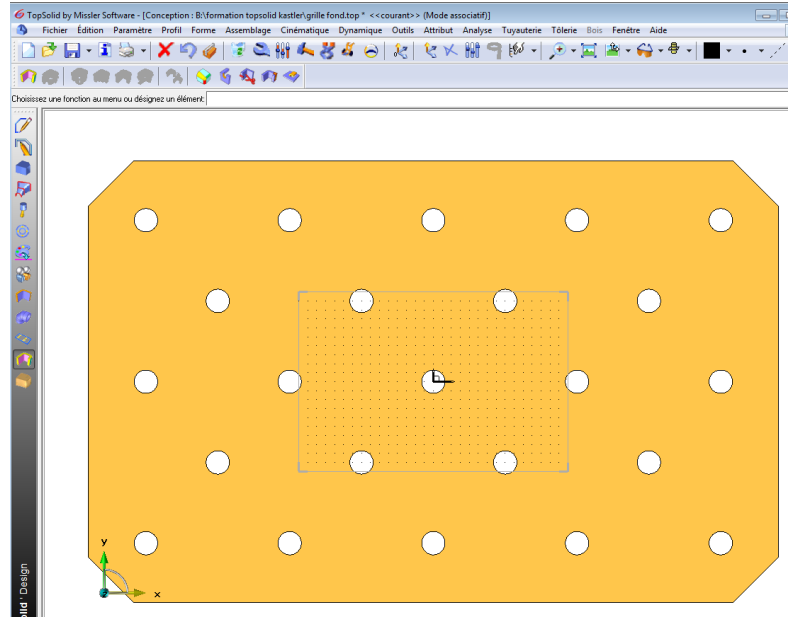 TopSolid by Missler Software - [Conception : B:\formation topsolid kastler\grille fond.top * <<courant>> (Mode associatif)]
Fichier Édition Paramètre Profil Forme Assemblage Cinématique Dynamique Outils Attribut Analyse Tuyauterie Tôlerie Bois Fenêtre Aide
Choisissez une fonction au menu ou désignez un élément:
y
x
olid ' Design